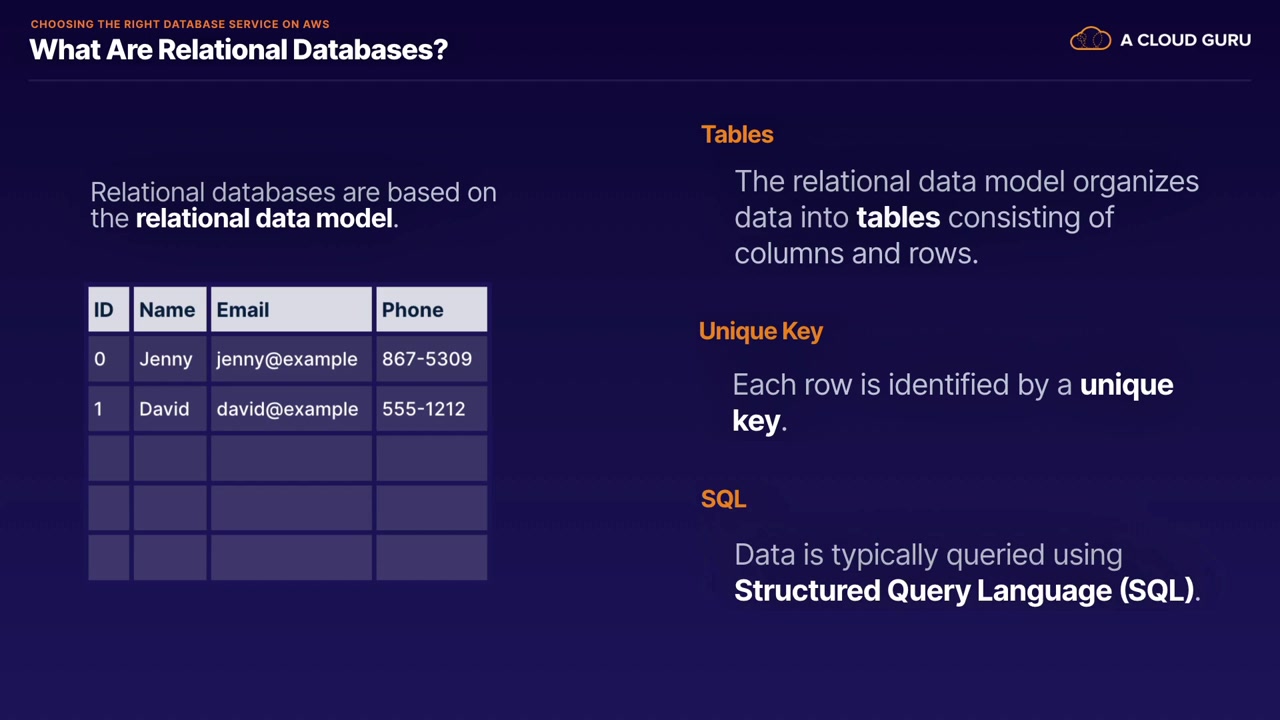 CHOOSING THE RIGHT DATABASE SERVICE ON AWS
What Are Relational Databases?
A CLOUD GURU
Relational databases are based on
the relational data model.
ID Name Email Phone
0 Jenny jenny@example 867-5309
1 David david@example 555-1212
Tables
The relational data model organizes
data into tables consisting of
columns and rows.
Unique Key
Each row is identified by a unique
key.
SQL
Data is typically queried using
Structured Query Language (SQL).